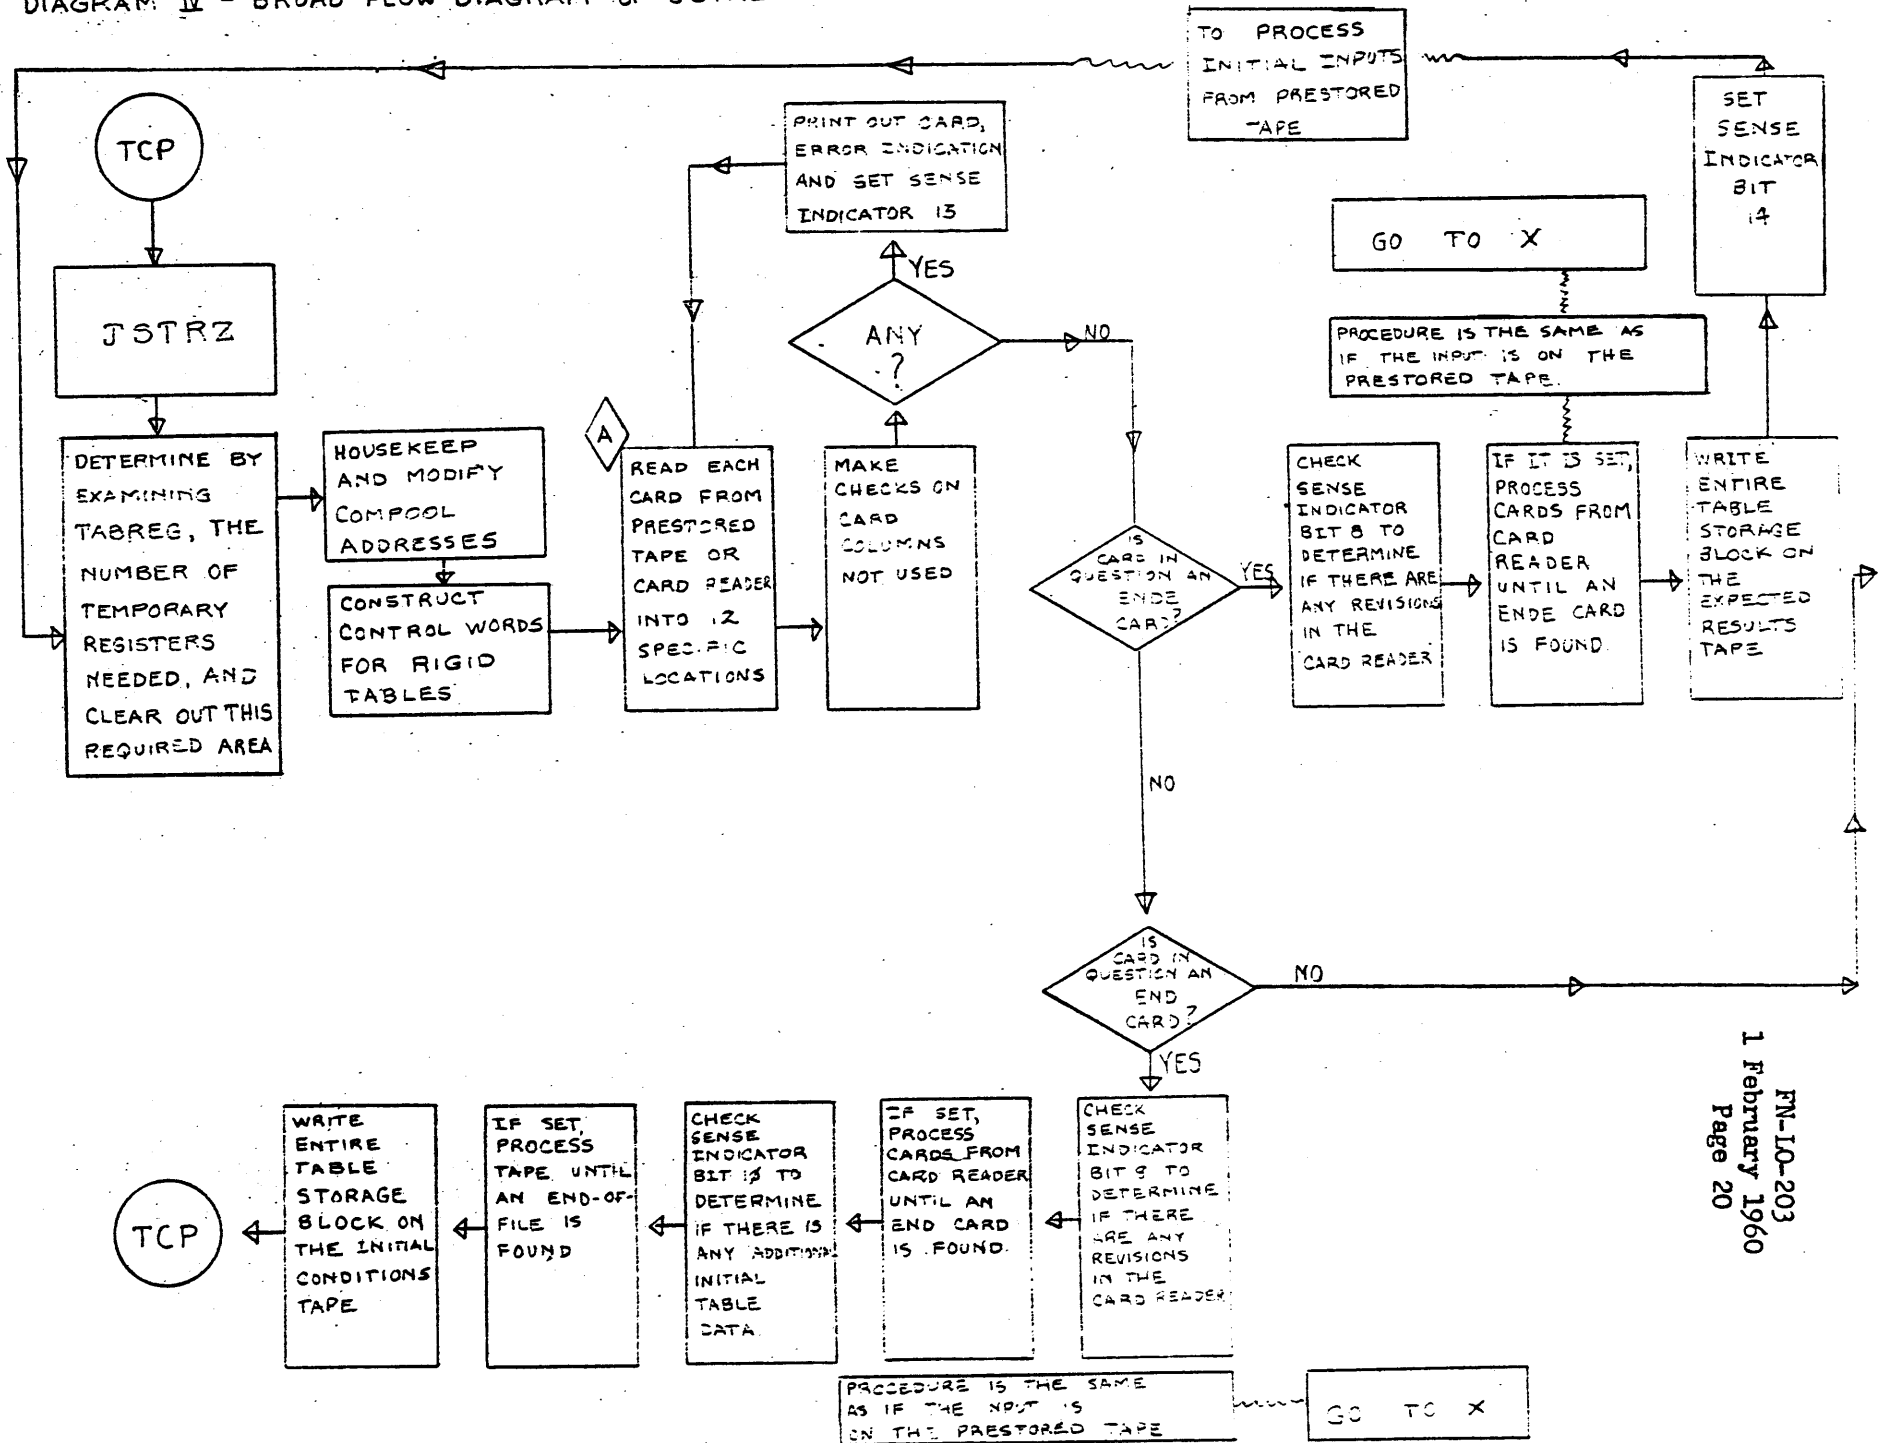 DIAGRAM IV - BROAD FLOW DIAGRAM OF
TO PROCESS
INITIAL INPUTS
FROM PRESTORED
TAPE
TCP
JSTRZ
DETERMINE BY
EXAMINING
TABREG, THE
NUMBER OF
TEMPORARY
REGISTERS
NEEDED, AND
CLEAR OUT THIS
REQUIRED AREA
HOUSEKEEP
AND MODIFY
COMPOOL
ADDRESSES
CONSTRUCT
CONTROL WORDS
FOR RIGID
TABLES
A
READ EACH
CARD FROM
PRESTORED
TAPE OR
CARD READER
INTO 12
SPECIFIC
LOCATIONS
MAKE
CHECKS ON
CARD
COLUMNS
NOT USED
ANY
?
YES
NO
PRINT OUT CARD,
ERROR INDICATION
AND SET SENSE
INDICATOR 13
IS
CARD IN
QUESTION AN
ENDE
CARD?
YES
NO
CHECK
SENSE
INDICATOR
BIT 8 TO
DETERMINE
IF THERE ARE
ANY REVISIONS
IN THE
CARD READER
IF IT IS SET,
PROCESS
CARDS FROM
CARD
READER
UNTIL AN
ENDE CARD
IS FOUND.
PROCEDURE IS THE SAME AS
IF THE INPUT IS ON THE
PRESTORED TAPE.
GO TO X
WRITE
ENTIRE
TABLE
STORAGE
BLOCK ON
THE
EXPECTED
RESULTS
TAPE
SET
SENSE
INDICATOR
BIT
14
IS
CARD IN
QUESTION AN
END
CARD?
NO
YES
CHECK
SENSE
INDICATOR
BIT 9 TO
DETERMINE
IF THERE
ARE ANY
REVISIONS
IN THE
CARD READER
IF SET,
PROCESS
CARDS FROM
CARD READER
UNTIL AN
END CARD
IS FOUND.
CHECK
SENSE
INDICATOR
BIT 1Ø TO
DETERMINE
IF THERE IS
ANY ADDITIONAL
INITIAL
TABLE
DATA.
IF SET,
PROCESS
TAPE UNTIL
AN END-OF-
FILE IS
FOUND
WRITE
ENTIRE
TABLE
STORAGE
BLOCK ON
THE INITIAL
CONDITIONS
TAPE
TCP
PROCEDURE IS THE SAME
AS IF THE INPUT IS
ON THE PRESTORED TAPE
GO TO X
FN-LO-203
1 February 1960
Page 20